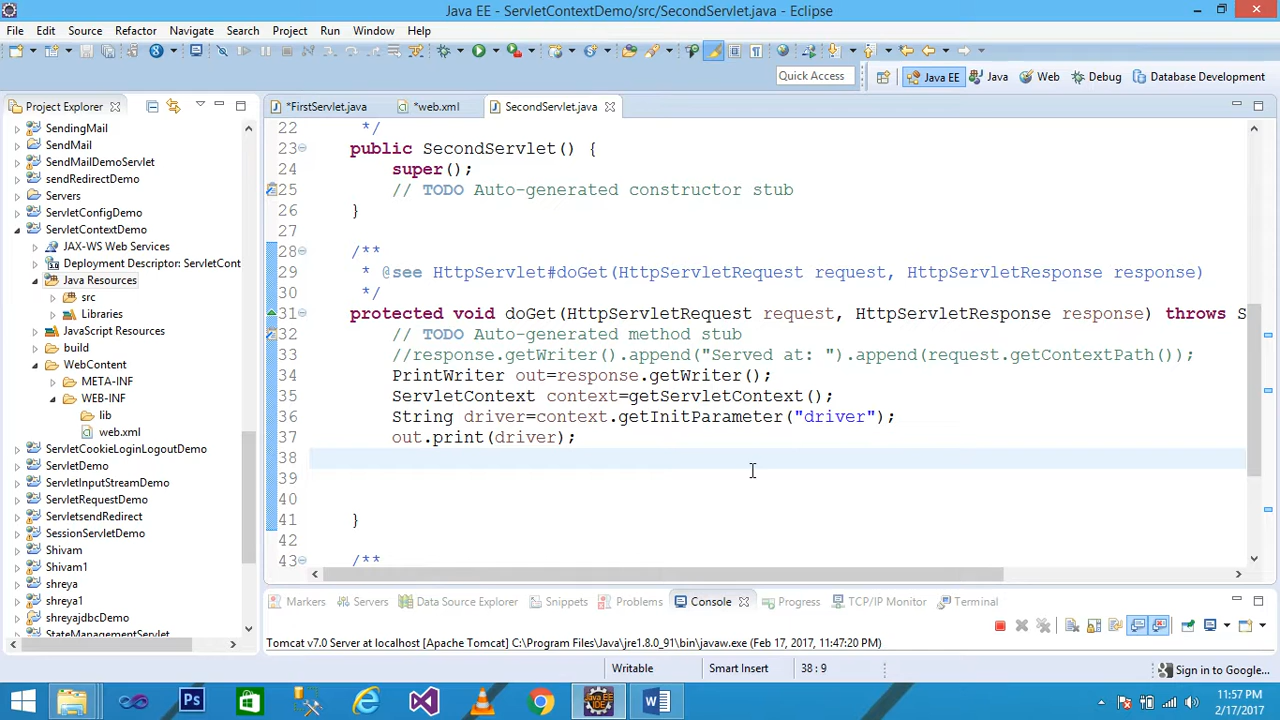 Java EE - ServletContextDemo/src/SecondServlet.java - Eclipse
File Edit Source Refactor Navigate Search Project Run Window Help
Quick Access
Java EE Java Web Debug Database Development
Project Explorer
*FirstServlet.java *web.xml SecondServlet.java
SendingMail
SendMail
SendMailDemoServlet
sendRedirectDemo
Servers
ServletConfigDemo
ServletContextDemo
JAX-WS Web Services
Deployment Descriptor: ServletCont
Java Resources
src
Libraries
JavaScript Resources
build
WebContent
META-INF
WEB-INF
lib
web.xml
ServletCookieLoginLogoutDemo
ServletDemo
ServletInputStreamDemo
ServletRequestDemo
ServletsendRedirect
SessionServletDemo
Shivam
Shivam1
shreya
shreya1
shreyajdbcDemo
StateManagementServlet
22 */
23 public SecondServlet() {
24 super();
25 // TODO Auto-generated constructor stub
26 }
27
28 /**
29 * @see HttpServlet#doGet(HttpServletRequest request, HttpServletResponse response)
30 */
31 protected void doGet(HttpServletRequest request, HttpServletResponse response) throws S
32 // TODO Auto-generated method stub
33 //response.getWriter().append("Served at: ").append(request.getContextPath());
34 PrintWriter out=response.getWriter();
35 ServletContext context=getServletContext();
36 String driver=context.getInitParameter("driver");
37 out.print(driver);
38
39
40
41 }
42
43 /**
Markers Servers Data Source Explorer Snippets Problems Console Progress TCP/IP Monitor Terminal
Tomcat v7.0 Server at localhost [Apache Tomcat] C:\Program Files\Java\jre1.8.0_91\bin\javaw.exe (Feb 17, 2017, 11:47:20 PM)
Writable Smart Insert 38 : 9 Sign in to Google...
11:57 PM
2/17/2017